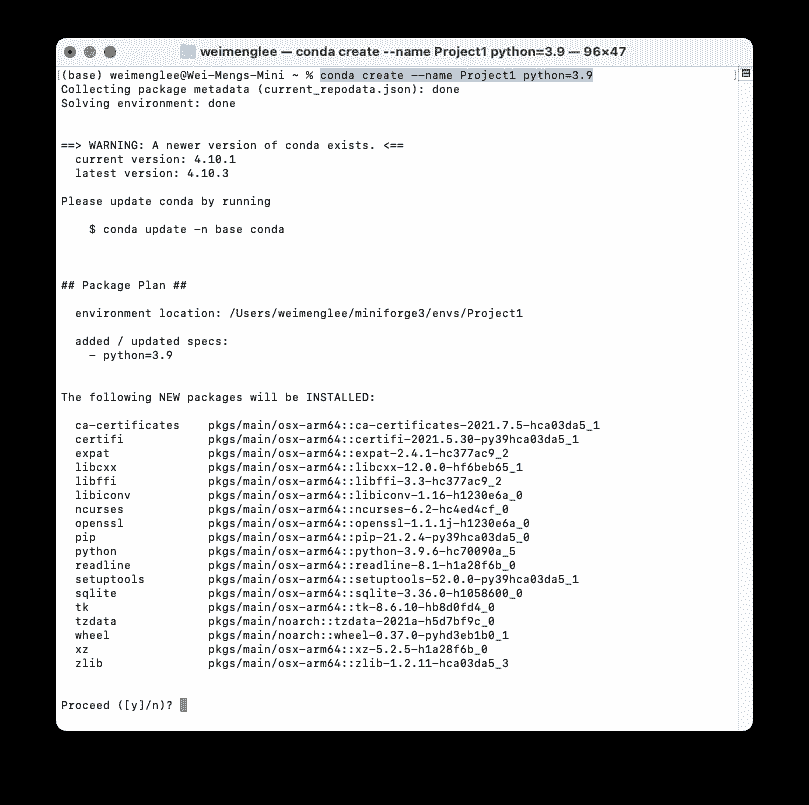 weimenglee — conda create --name Project1 python=3.9 — 96×47
(base) weimenglee@Wei-Mengs-Mini ~ % conda create --name Project1 python=3.9
Collecting package metadata (current_repodata.json): done
Solving environment: done
==> WARNING: A newer version of conda exists. <==
current version: 4.10.1
latest version: 4.10.3
Please update conda by running
$ conda update -n base conda
## Package Plan ##
environment location: /Users/weimenglee/miniforge3/envs/Project1
added / updated specs:
- python=3.9
The following NEW packages will be INSTALLED:
ca-certificates pkgs/main/osx-arm64::ca-certificates-2021.7.5-hca03da5_1
certifi pkgs/main/osx-arm64::certifi-2021.5.30-py39hca03da5_1
expat pkgs/main/osx-arm64::expat-2.4.1-hc377ac9_2
libcxx pkgs/main/osx-arm64::libcxx-12.0.0-hf6beb65_1
libffi pkgs/main/osx-arm64::libffi-3.3-hc377ac9_2
libiconv pkgs/main/osx-arm64::libiconv-1.16-h1230e6a_0
ncurses pkgs/main/osx-arm64::ncurses-6.2-hc4ed4cf_0
openssl pkgs/main/osx-arm64::openssl-1.1.1j-h1230e6a_0
pip pkgs/main/osx-arm64::pip-21.2.4-py39hca03da5_0
python pkgs/main/osx-arm64::python-3.9.6-hc70090a_5
readline pkgs/main/osx-arm64::readline-8.1-h1a28f6b_0
setuptools pkgs/main/osx-arm64::setuptools-52.0.0-py39hca03da5_1
sqlite pkgs/main/osx-arm64::sqlite-3.36.0-h1058600_0
tk pkgs/main/osx-arm64::tk-8.6.10-hb8d0fd4_0
tzdata pkgs/main/noarch::tzdata-2021a-h5d7bf9c_0
wheel pkgs/main/noarch::wheel-0.37.0-pyhd3eb1b0_1
xz pkgs/main/osx-arm64::xz-5.2.5-h1a28f6b_0
zlib pkgs/main/osx-arm64::zlib-1.2.11-hca03da5_3
Proceed ([y]/n)?